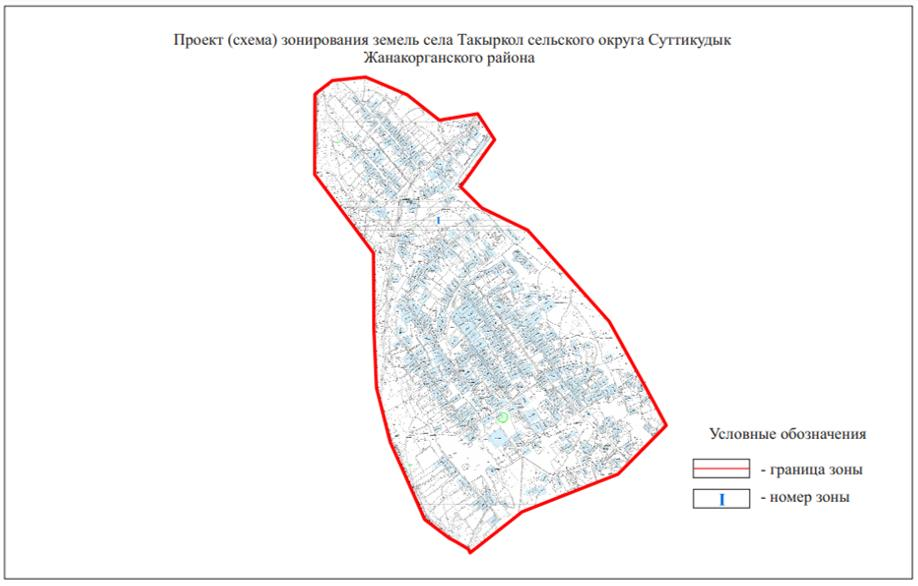 Проект (схема) зонирования земель села Такыркол сельского округа Суттикудык
Жанакорганского района
I
Условные обозначения
- граница зоны
I
- номер зоны